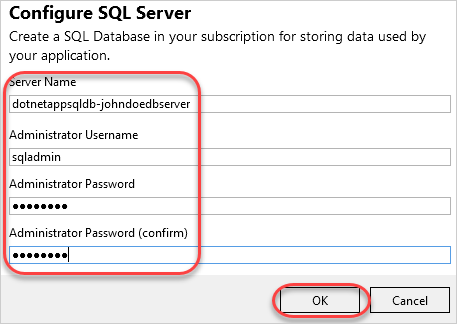 Configure SQL Server
Create a SQL Database in your subscription for storing data used by
your application.
Server Name
dotnetappsqldb-johndoedbserver
Administrator Username
sqladmin
Administrator Password
●●●●●●●●
Administrator Password (confirm)
●●●●●●●●
OK
Cancel